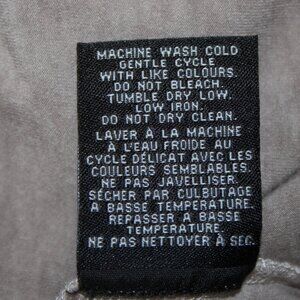 MACHINE WASH COLD
GENTLE CYCLE
WITH LIKE COLOURS.
DO NOT BLEACH.
TUMBLE DRY LOW.
LOW IRON.
DO NOT DRY CLEAN.
LAVER À LA MACHINE
À L'EAU FROIDE AU
CYCLE DÉLICAT AVEC LES
COULEURS SEMBLABLES.
NE PAS JAVELLISER.
SÉCHER PAR CULBUTAGE
A BASSE TEMPERATURE.
REPASSER A BASSE
TEMPERATURE.
NE PAS NETTOYER À SEC.